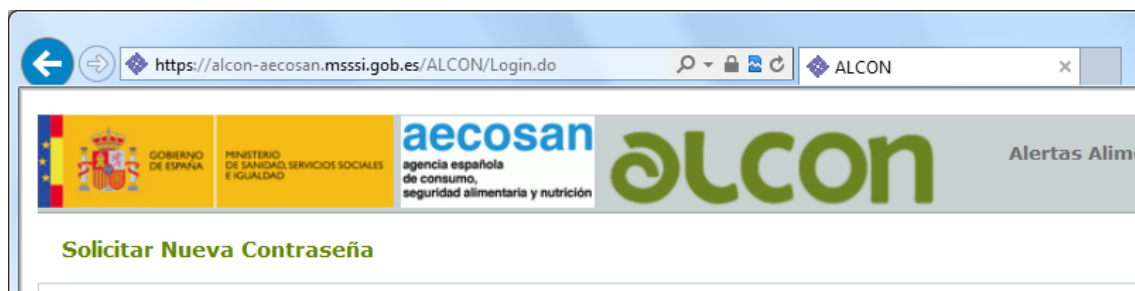 https://alcon-aecosan.msssi.gob.es/ALCON/Login.do
ALCON
GOBIERNO
DE ESPAÑA
MINISTERIO
DE SANIDAD, SERVICIOS SOCIALES
E IGUALDAD
aecosan
agencia española
de consumo,
seguridad alimentaria y nutrición
alcon
Alertas Alim
Solicitar Nueva Contraseña